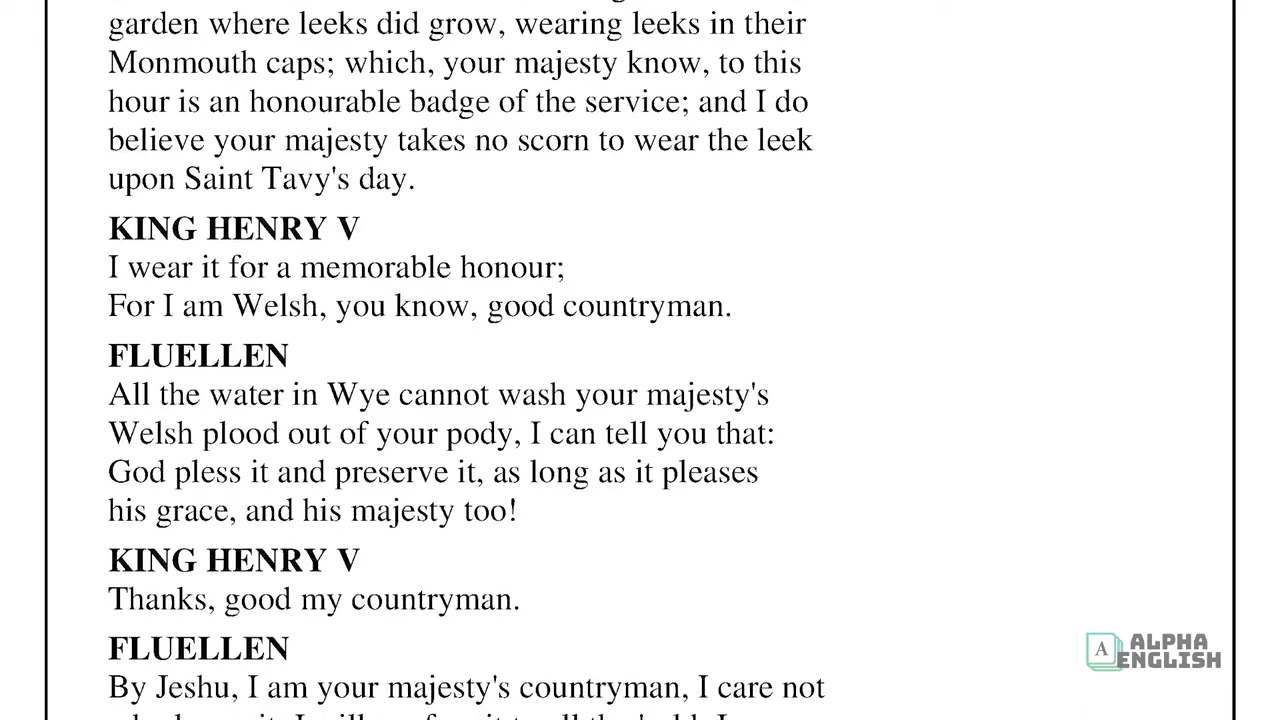 garden where leeks did grow, wearing leeks in their
Monmouth caps; which, your majesty know, to this
hour is an honourable badge of the service; and I do
believe your majesty takes no scorn to wear the leek
upon Saint Tavy's day.
KING HENRY V
I wear it for a memorable honour;
For I am Welsh, you know, good countryman.
FLUELLEN
All the water in Wye cannot wash your majesty's
Welsh plood out of your pody, I can tell you that:
God pless it and preserve it, as long as it pleases
his grace, and his majesty too!
KING HENRY V
Thanks, good my countryman.
FLUELLEN
By Jeshu, I am your majesty's countryman, I care not
A ALPHA
ENGLISH